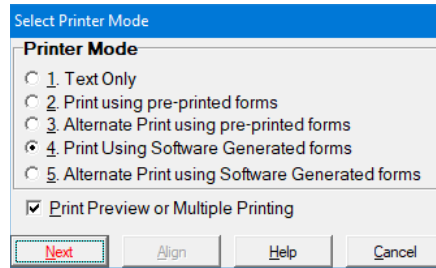 Select Printer Mode
Printer Mode
1. Text Only
2. Print using pre-printed forms
3. Alternate Print using pre-printed forms
4. Print Using Software Generated forms
5. Alternate Print using Software Generated forms
Print Preview or Multiple Printing
Next Align Help Cancel